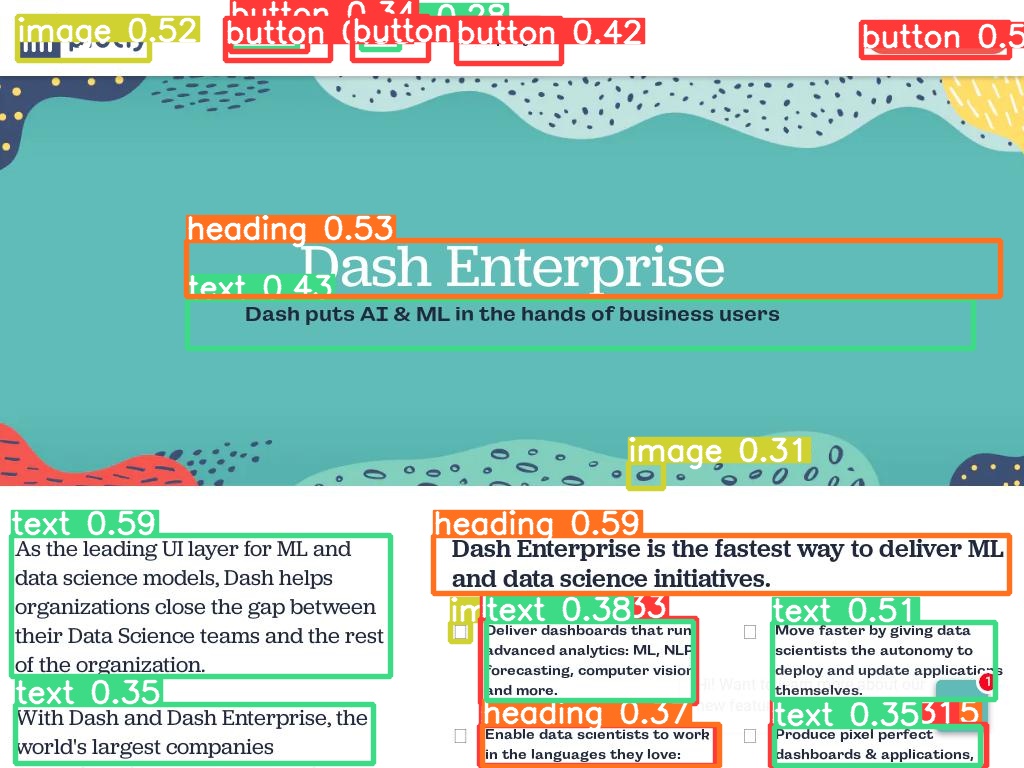 image 0.52
button 0.34
0.28
button
button
button 0.42
button 0.5
plotly
heading 0.53
Dash Enterprise
text 0.43
Dash puts AI & ML in the hands of business users
image 0.31
text 0.59
As the leading UI layer for ML and
data science models, Dash helps
organizations close the gap between
their Data Science teams and the rest
of the organization.
text 0.35
With Dash and Dash Enterprise, the
world's largest companies
heading 0.59
Dash Enterprise is the fastest way to deliver ML
and data science initiatives.
im
text 0.38
33
Deliver dashboards that run
advanced analytics: ML, NLP
forecasting, computer vision
and more.
heading 0.37
Enable data scientists to work
in the languages they love:
text 0.51
Move faster by giving data
scientists the autonomy to
deploy and update applications
themselves.
Hi! Want to about our
new featu
1
text 0.35
315
Produce pixel perfect
dashboards & applications,